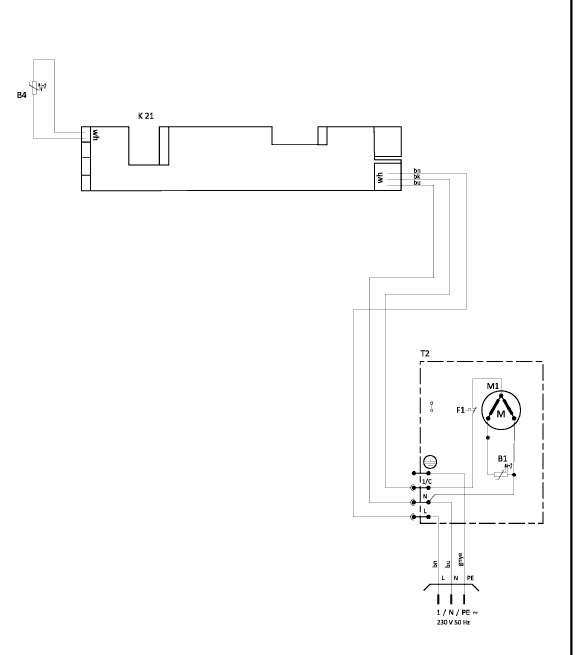 B4
K 21
wh
wh
bn
bk
bu
T2
M1
F1
M
B1
1/C
N
L
bn
bu
gnye
L N PE
1 / N / PE ~
230 V 50 Hz